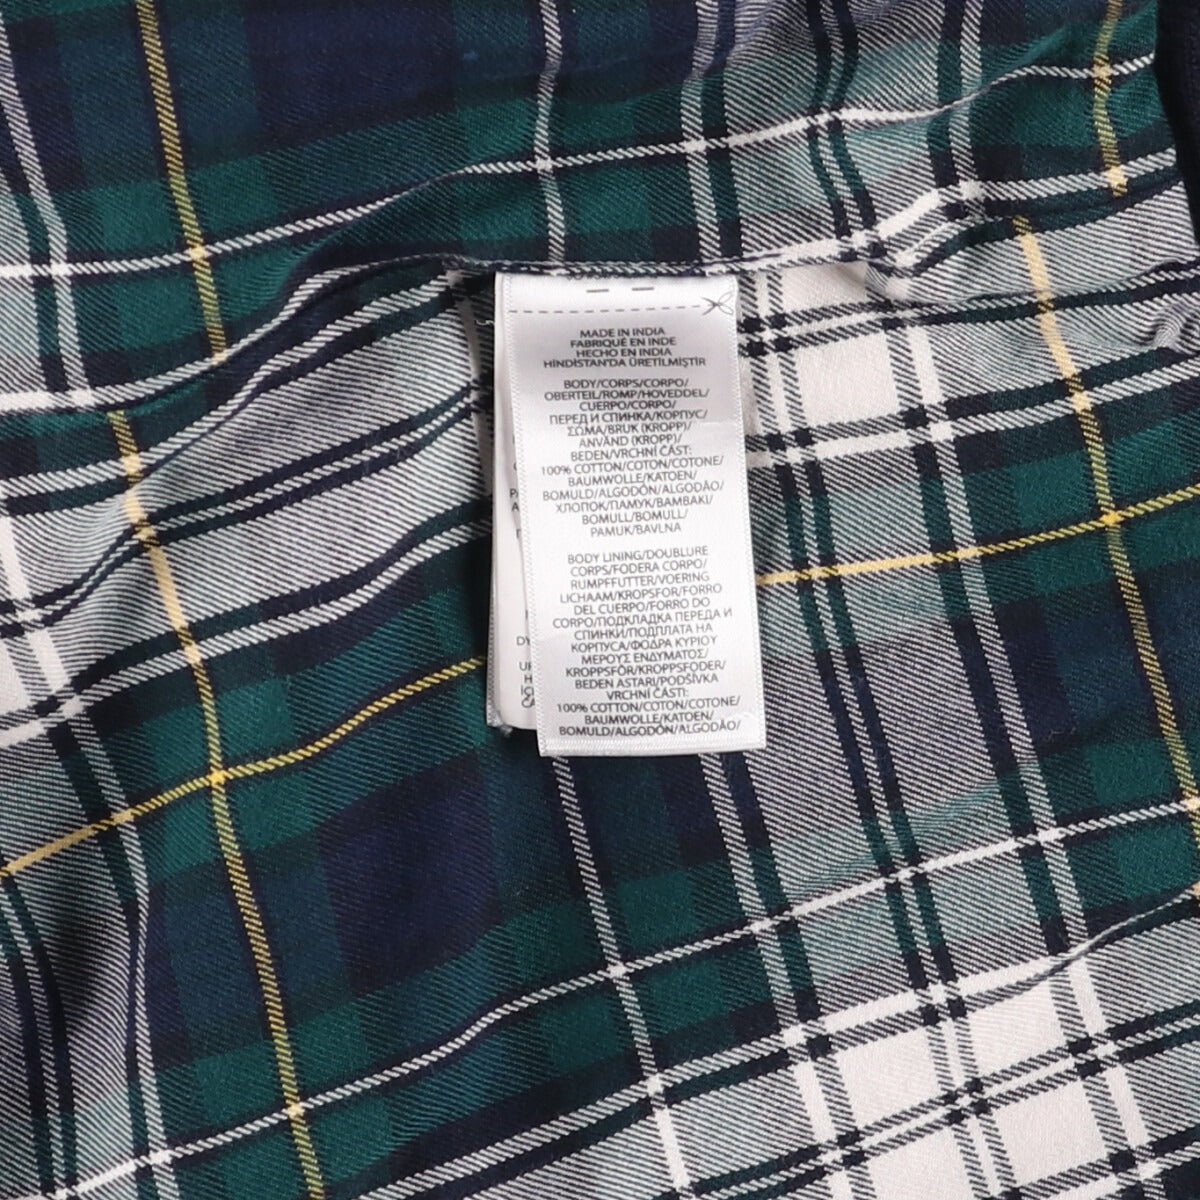 MADE IN INDIA
FABRIQUÉ EN INDE
HECHO EN INDIA
HİNDİSTAN'DA ÜRETİLMİŞTİR
BODY/CORPS/CORPO/
OBERTEIL/ROMP/HOVEDDEL/
CUERPO/CORPO/
ПЕРЕД И СПИНКА/КОРПУС/
ΣΩΜΑ/BRUK (KROPP)/
ANVÄND (KROPP)/
BEDEN/VRCHNÍ ČÁST:
100% COTTON/COTON/COTONE/
BAUMWOLLE/KATOEN/
BOMULD/ALGODÓN/ALGODÃO/
ХЛОПОК/ПАМУК/ΒΑΜΒΑΚΙ/
BOMULL/BOMULL/
PAMUK/BAVLNA
BODY LINING/DOUBLURE
CORPS/FODERA CORPO/
RUMPFFUTTER/VOERING
LICHAAM/KROPSFOR/FORRO
DEL CUERPO/FORRO DO
CORPO/ПОДКЛАДКА ПЕРЕДА И
СПИНКИ/ПОДПЛАТА НА
КОРПУСА/ΦΟΔΡΑ ΚΥΡΙΟΥ
ΜΕΡΟΥΣ ΕΝΔΥΜΑΤΟΣ/
KROPPSFÔR/KROPPSFODER/
BEDEN ASTARI/PODŠÍVKA
VRCHNÍ ČÁSTI:
100% COTTON/COTON/COTONE/
BAUMWOLLE/KATOEN/
BOMULD/ALGODÓN/ALGODÃO/